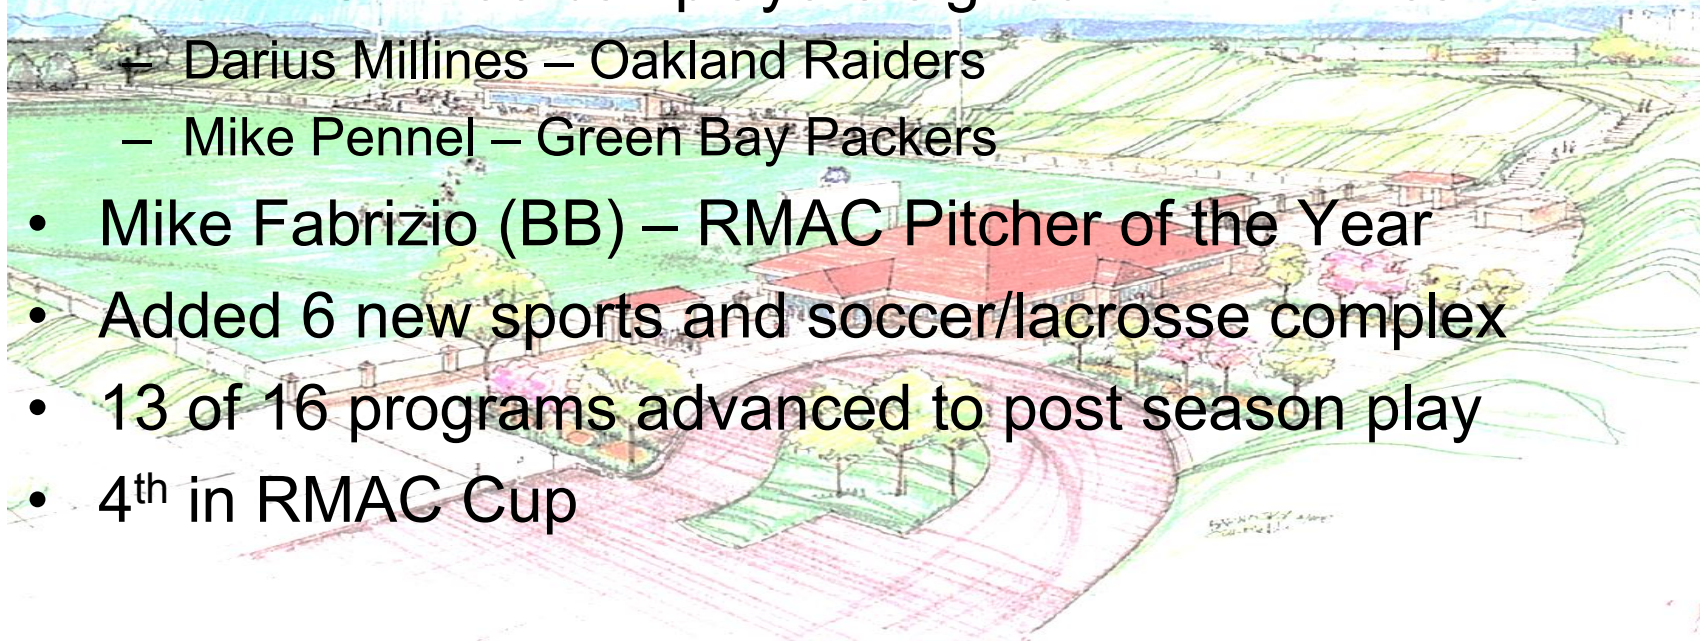 – Darius Millines – Oakland Raiders
– Mike Pennel – Green Bay Packers
• Mike Fabrizio (BB) – RMAC Pitcher of the Year
• Added 6 new sports and soccer/lacrosse complex
• 13 of 16 programs advanced to post season play
• 4th in RMAC Cup